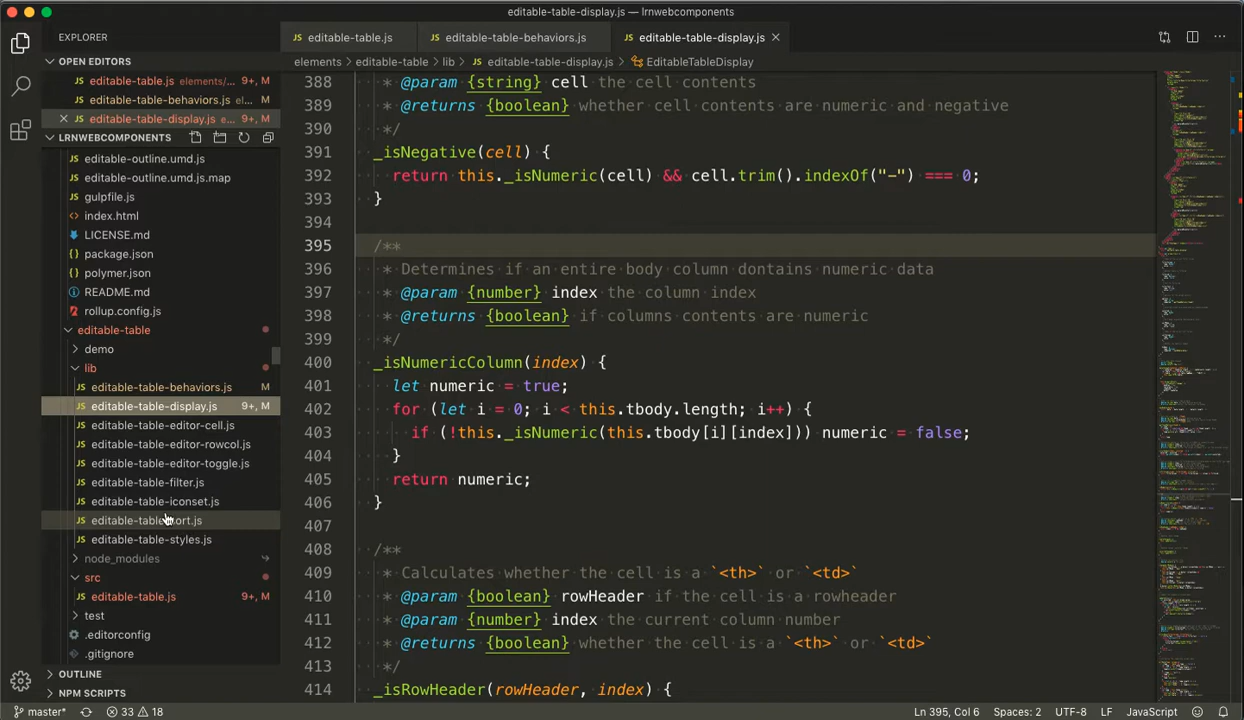 editable-table-display.js — lrnwebcomponents
EXPLORER
editable-table.js
editable-table-behaviors.js
editable-table-display.js
OPEN EDITORS
elements > editable-table > lib > editable-table-display.js > EditableTableDisplay
editable-table.js elements/... 9+, M
editable-table-behaviors.js el... M
editable-table-display.js e... 9+, M
LRNWEBCOMPONENTS
editable-outline.umd.js
editable-outline.umd.js.map
gulpfile.js
index.html
LICENSE.md
package.json
polymer.json
README.md
rollup.config.js
editable-table
demo
lib
editable-table-behaviors.js M
editable-table-display.js 9+, M
editable-table-editor-cell.js
editable-table-editor-rowcol.js
editable-table-editor-toggle.js
editable-table-filter.js
editable-table-iconset.js
editable-table-sort.js
editable-table-styles.js
node_modules
src
editable-table.js 9+, M
test
.editorconfig
.gitignore
OUTLINE
NPM SCRIPTS
388 * @param {string} cell the cell contents
389 * @returns {boolean} whether cell contents are numeric and negative
390 */
391 _isNegative(cell) {
392 return this._isNumeric(cell) && cell.trim().indexOf("-") === 0;
393 }
394
395 /**
396 * Determines if an entire body column dontains numeric data
397 * @param {number} index the column index
398 * @returns {boolean} if columns contents are numeric
399 */
400 _isNumericColumn(index) {
401 let numeric = true;
402 for (let i = 0; i < this.tbody.length; i++) {
403 if (!this._isNumeric(this.tbody[i][index])) numeric = false;
404 }
405 return numeric;
406 }
407
408 /**
409 * Calculates whether the cell is a `<th>` or `<td>`
410 * @param {boolean} rowHeader if the cell is a rowheader
411 * @param {number} index the current column number
412 * @returns {boolean} whether the cell is a `<th>` or `<td>`
413 */
414 _isRowHeader(rowHeader, index) {
master* 33 18
Ln 395, Col 6 Spaces: 2 UTF-8 LF JavaScript